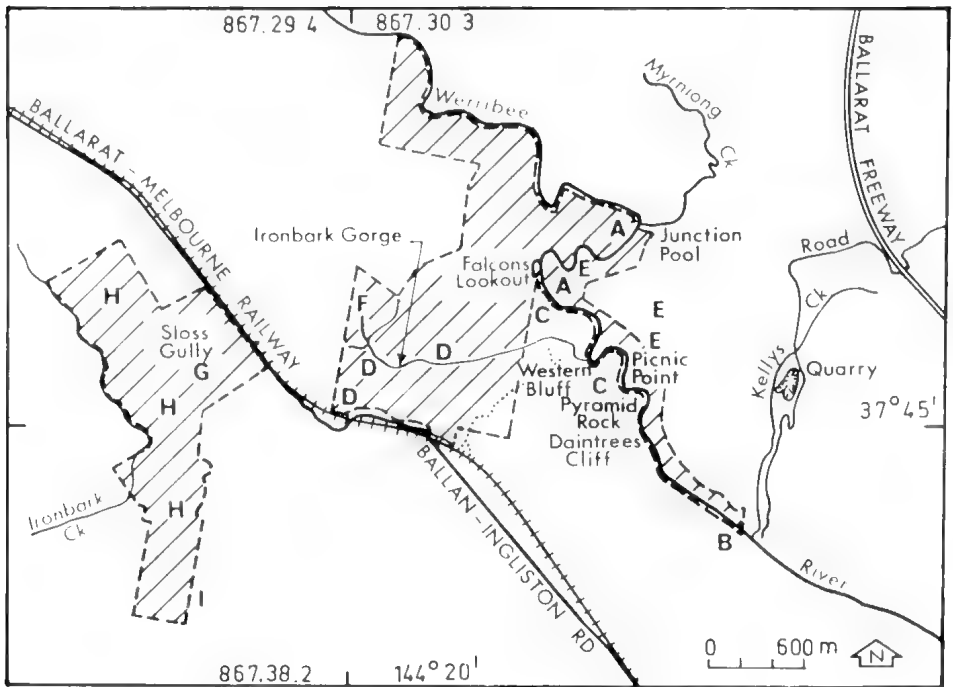 867.29 4
867.30 3
BALLARAT FREEWAY
Myrniong Ck
Werribee
BALLARAT - MELBOURNE RAILWAY
A
Junction Pool
Road
Ironbark Gorge
Falcons Lookout
E
A
H
F
C
E
E
Ck
Sloss Gully
G
D
D
Western Bluff
Picnic Point
Kellys
Quarry
H
D
C
Pyramid Rock
37°45'
Daintrees Cliff
BALLAN - INGLISTON RD
Ironbark Ck
H
B
River
I
0 600 m
N
867.38.2
144°20'